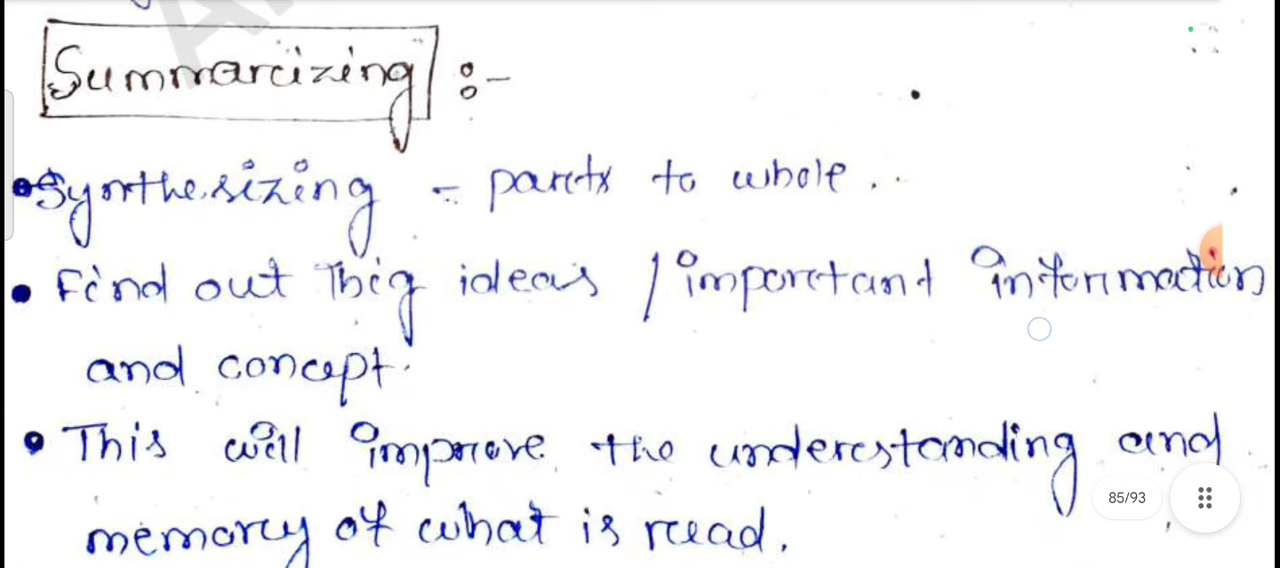 Summarizing :-
• Synthesizing - parts to whole.
• Find out big ideas / important information
and concept.
• This will improve the understanding and
memory of what is read.
85/93